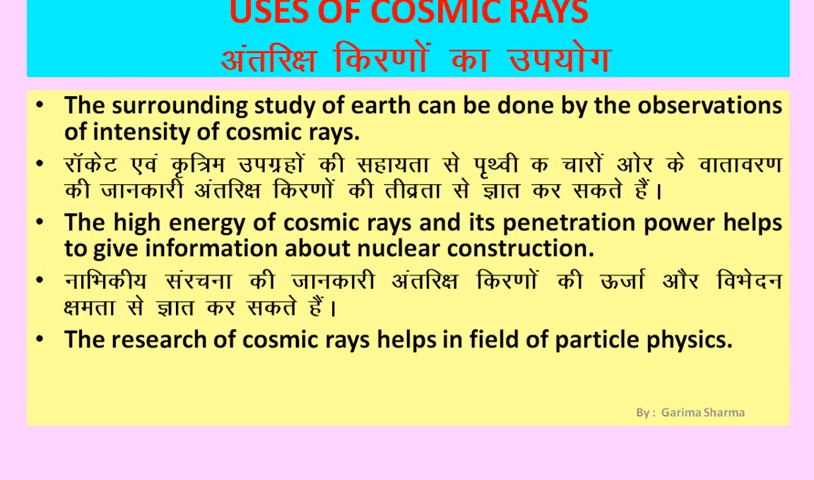 USES OF COSMIC RAYS
अंतरिक्ष किरणों का उपयोग
• The surrounding study of earth can be done by the observations
of intensity of cosmic rays.
• रॉकेट एवं कृत्रिम उपग्रहों की सहायता से पृथ्वी क चारों ओर के वातावरण
की जानकारी अंतरिक्ष किरणों की तीव्रता से ज्ञात कर सकते हैं।
• The high energy of cosmic rays and its penetration power helps
to give information about nuclear construction.
• नाभिकीय संरचना की जानकारी अंतरिक्ष किरणों की ऊर्जा और विभेदन
क्षमता से ज्ञात कर सकते हैं।
• The research of cosmic rays helps in field of particle physics.
By : Garima Sharma